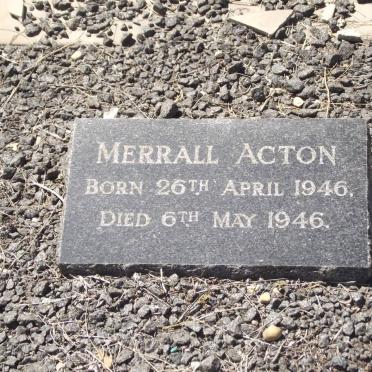 MERRALL ACTON
BORN 26TH APRIL 1946.
DIED 6TH MAY 1946.